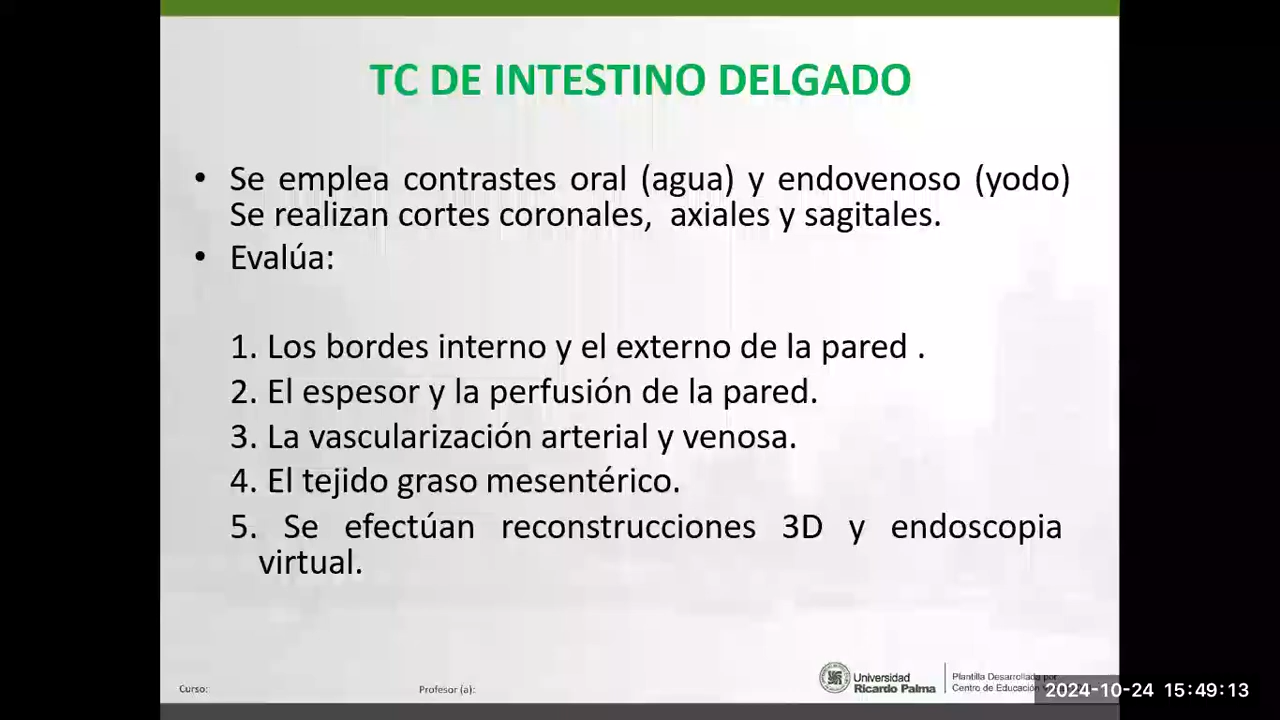 TC DE INTESTINO DELGADO
• Se emplea contrastes oral (agua) y endovenoso (yodo)
Se realizan cortes coronales, axiales y sagitales.
• Evalúa:
1. Los bordes interno y el externo de la pared .
2. El espesor y la perfusión de la pared.
3. La vascularización arterial y venosa.
4. El tejido graso mesentérico.
5. Se efectúan reconstrucciones 3D y endoscopia
virtual.
Curso:
Profesor (a):
Universidad
Ricardo Palma
Plantilla Desarrollada por
Centro de Educación
2024-10-24 15:49:13